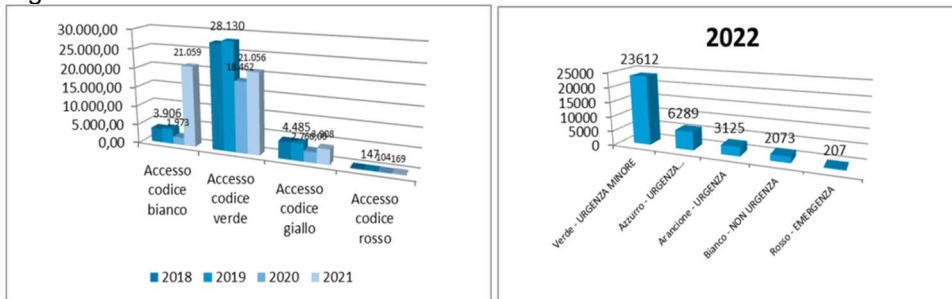 30.000,00
25.000,00
20.000,00
15.000,00
10.000,00
5.000,00
0,00
3.906
1.973
21.059
28.130
18.462
21.056
4.485
147
104
169
Accesso codice bianco
Accesso codice verde
Accesso codice giallo
Accesso codice rosso
2018 2019 2020 2021
2022
25000
20000
15000
10000
5000
0
23612
6289
3125
2073
207
Verde - URGENZA MINORE
Azzurro - URGENZA...
Arancione - URGENZA
Bianco - NON URGENZA
Rosso - EMERGENZA